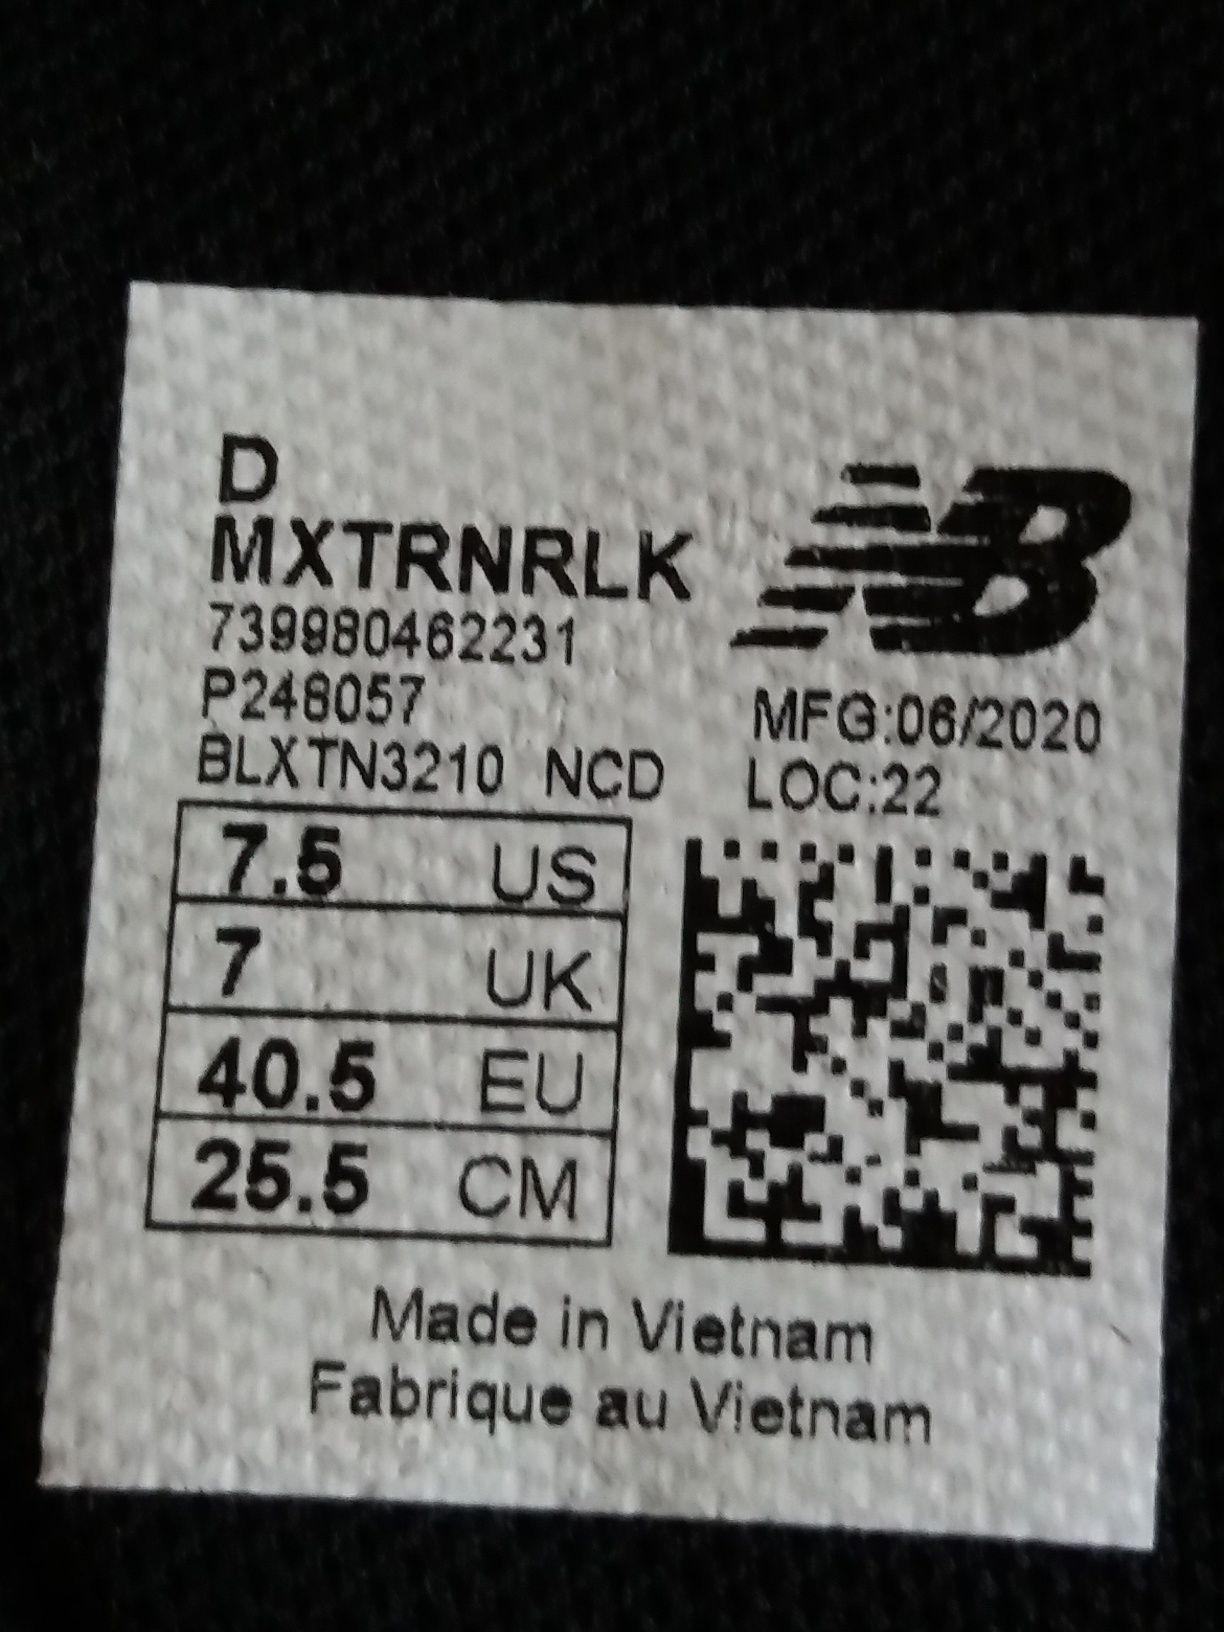 D
MXTRNRLK
739980462231
P248057
BLXTN3210 NCD
NB
MFG:06/2020
LOC:22
7.5 US
7 UK
40.5 EU
25.5 CM
Made in Vietnam
Fabrique au Vietnam